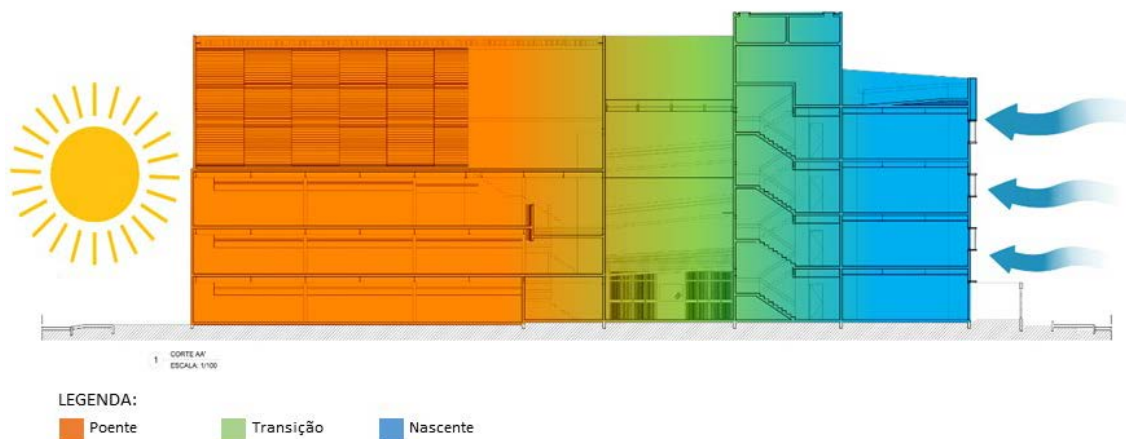 1 CORTE AA'
ESCALA: 1/100
LEGENDA:
Poente
Transição
Nascente